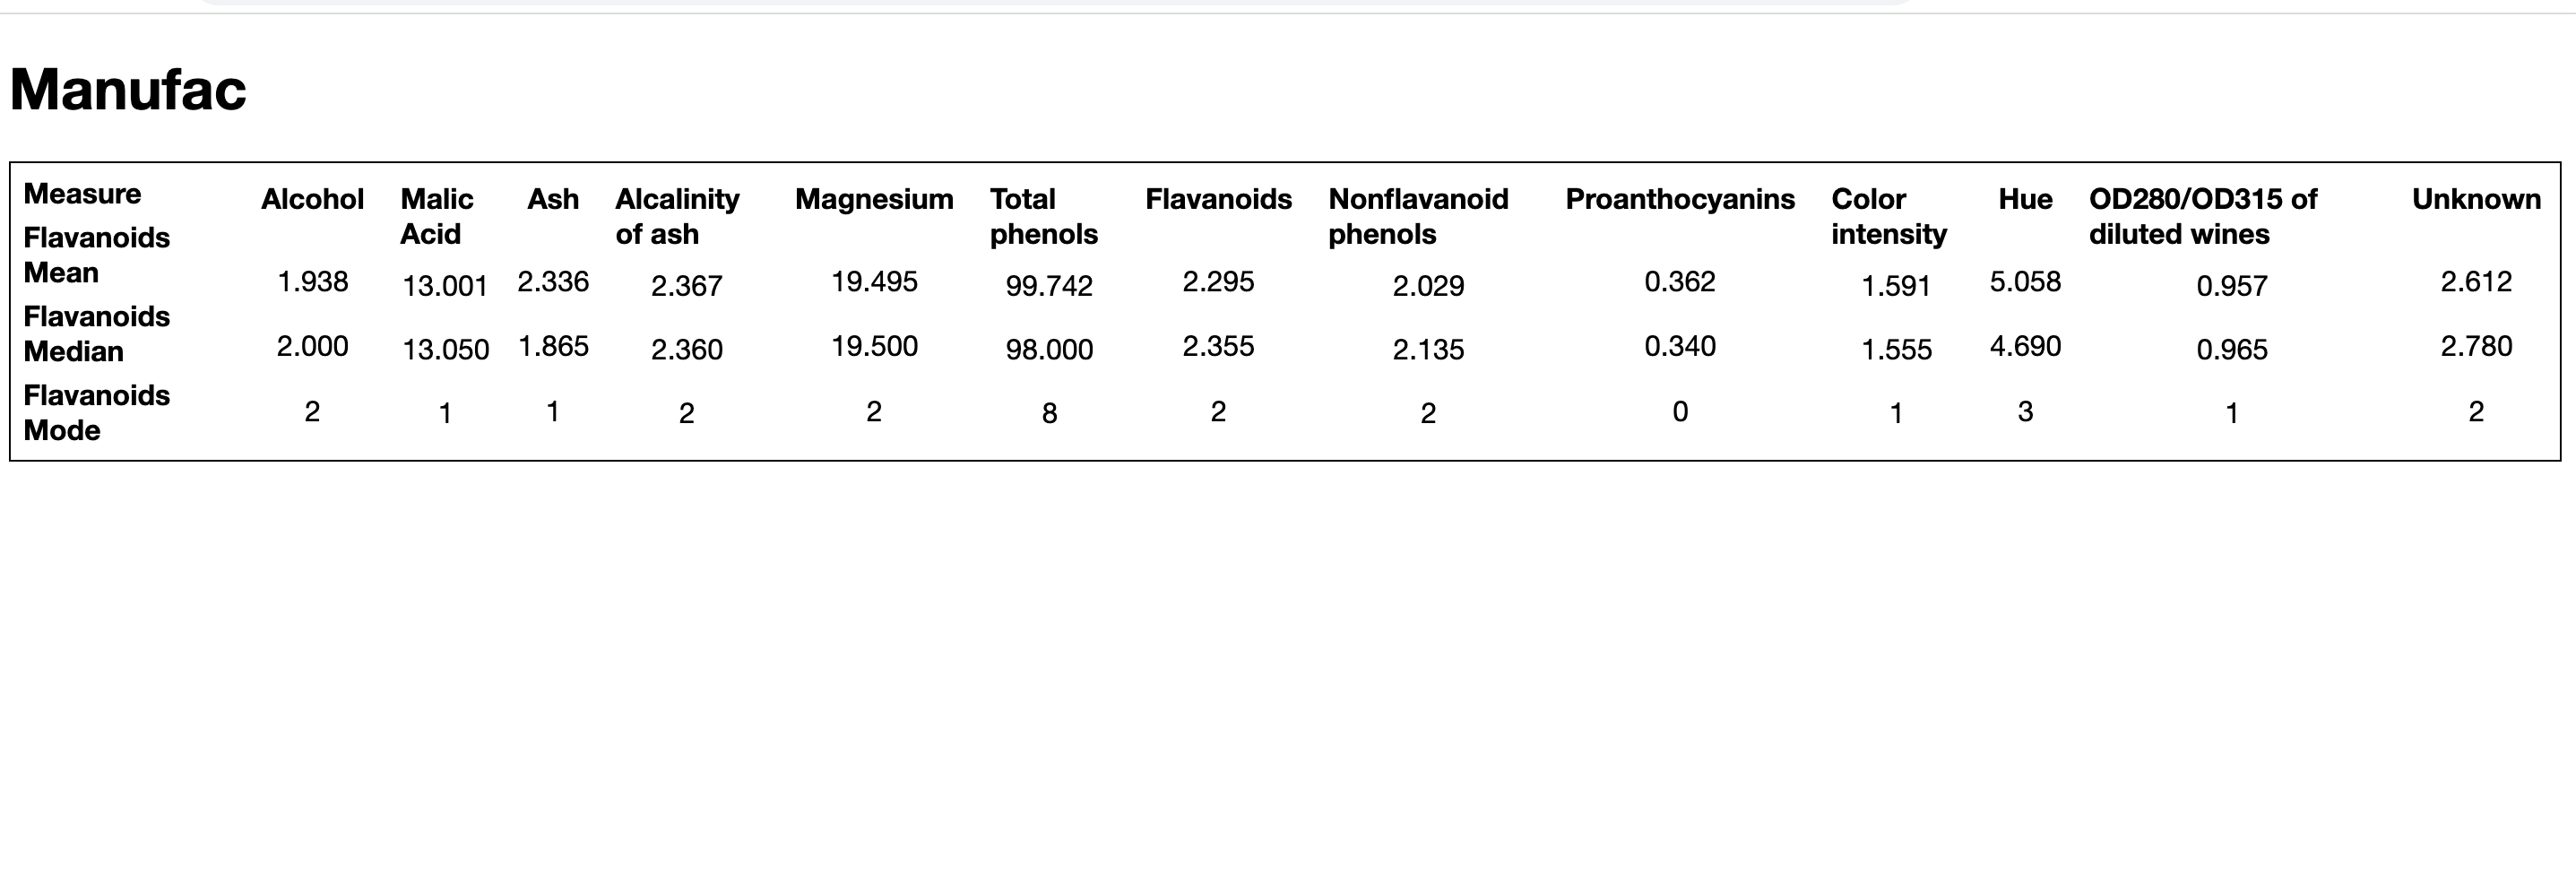 Manufac
Measure Alcohol Malic Acid Ash Alcalinity of ash Magnesium Total phenols Flavanoids Nonflavanoid phenols Proanthocyanins Color intensity Hue OD280/OD315 of diluted wines Unknown
Flavanoids Mean 1.938 13.001 2.336 2.367 19.495 99.742 2.295 2.029 0.362 1.591 5.058 0.957 2.612
Flavanoids Median 2.000 13.050 1.865 2.360 19.500 98.000 2.355 2.135 0.340 1.555 4.690 0.965 2.780
Flavanoids Mode 2 1 1 2 2 8 2 2 0 1 3 1 2